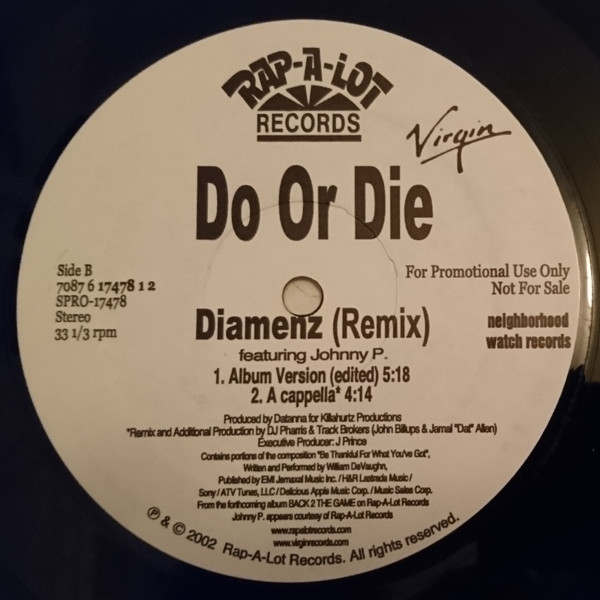 RAP-A-LOT
RECORDS
Virgin
Do Or Die
Side B
7087 6 17478 1 2
SPRO-17478
Stereo
33 1/3 rpm
For Promotional Use Only
Not For Sale
neighborhood
watch records
Diamenz (Remix)
featuring Johnny P.
1. Album Version (edited) 5:18
2. A cappella* 4:14
Produced by Datanna for Killahurtz Productions
*Remix and Additional Production by DJ Pharris & Track Brokers (John Billups & Jamal "Dat" Allen)
Executive Producer: J Prince
Contains portions of the composition "Be Thankful For What You've Got",
Written and Performed by William DeVaughn,
Published by EMI Jemaxal Music Inc. / H&R Lastrada Music /
Sony / ATV Tunes, LLC / Delicious Apple Music Corp. / Music Sales Corp.
From the forthcoming album BACK 2 THE GAME on Rap-A-Lot Records
Johnny P. appears courtesy of Rap-A-Lot Records
www.rapalotrecords.com
www.virginrecords.com
℗ & © 2002 Rap-A-Lot Records. All rights reserved.